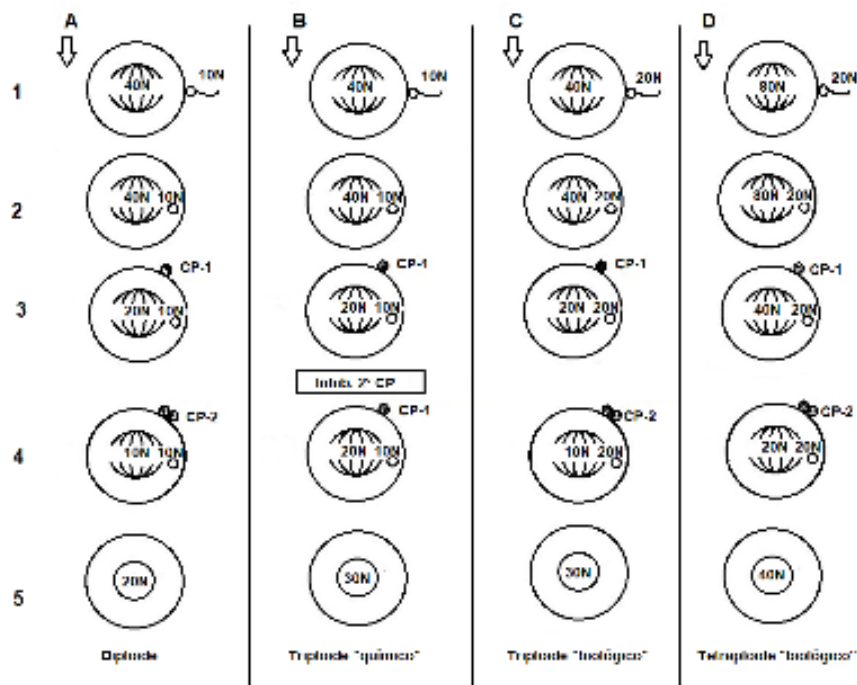 A B C D
1 40N 10N 40N 10N 40N 20N 80N 20N
2 40N 10N 40N 10N 40N 20N 80N 20N
CP-1 CP-1 CP-1 CP-1
3 20N 10N 20N 10N 20N 20N 40N 20N
Inhib. 2º CP
CP-2 CP-1 CP-2 CP-2
4 10N 10N 20N 10N 10N 20N 20N 20N
5 20N 30N 30N 40N
Diploide Triploide "químico" Triploide "biológico" Tetraploide "biológico"